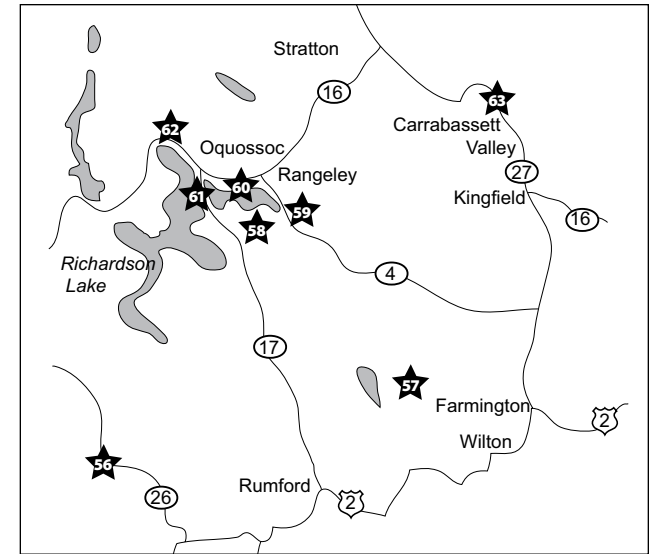 Stratton
16
63
Carrabassett
Valley
62
Oquossoc
27
Rangeley
60
61
Kingfield
59
16
58
Richardson
Lake
4
17
57
Farmington
2
Wilton
56
26
Rumford
2